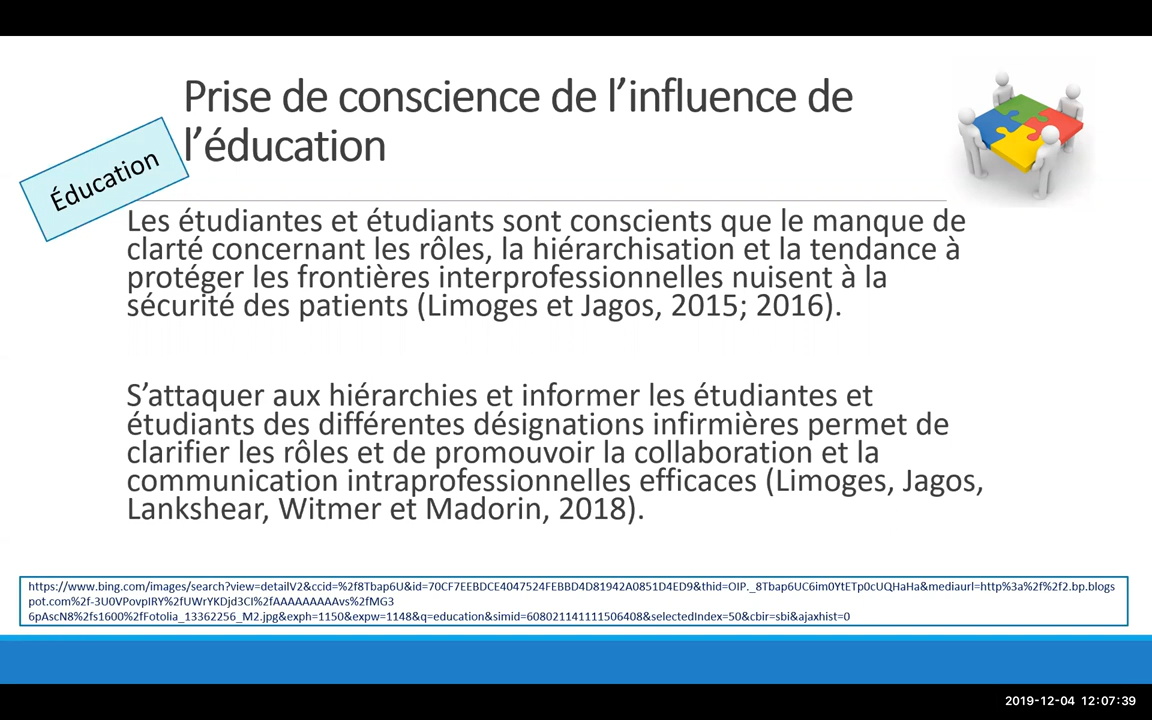 Prise de conscience de l’influence de
l’éducation
Éducation
Les étudiantes et étudiants sont conscients que le manque de
clarté concernant les rôles, la hiérarchisation et la tendance à
protéger les frontières interprofessionnelles nuisent à la
sécurité des patients (Limoges et Jagos, 2015; 2016).
S’attaquer aux hiérarchies et informer les étudiantes et
étudiants des différentes désignations infirmières permet de
clarifier les rôles et de promouvoir la collaboration et la
communication intraprofessionnelles efficaces (Limoges, Jagos,
Lankshear, Witmer et Madorin, 2018).
https://www.bing.com/images/search?view=detailV2&ccid=%2f8Tbap6U&id=70CF7EEBDCE4047524FEBBD4D81942A0851D4ED9&thid=OIP._8Tbap6UC6im0YtETp0cUQHaHa&mediaurl=http%3a%2f%2f2.bp.blogs
pot.com%2f-3U0VPovpIRY%2fUWrYKDjd3CI%2fAAAAAAAAAvs%2fMG3
6pAscN8%2fs1600%2fFotolia_13362256_M2.jpg&exph=1150&expw=1148&q=education&simid=608021141111506408&selectedIndex=50&cbir=sbi&ajaxhist=0
2019-12-04 12:07:39